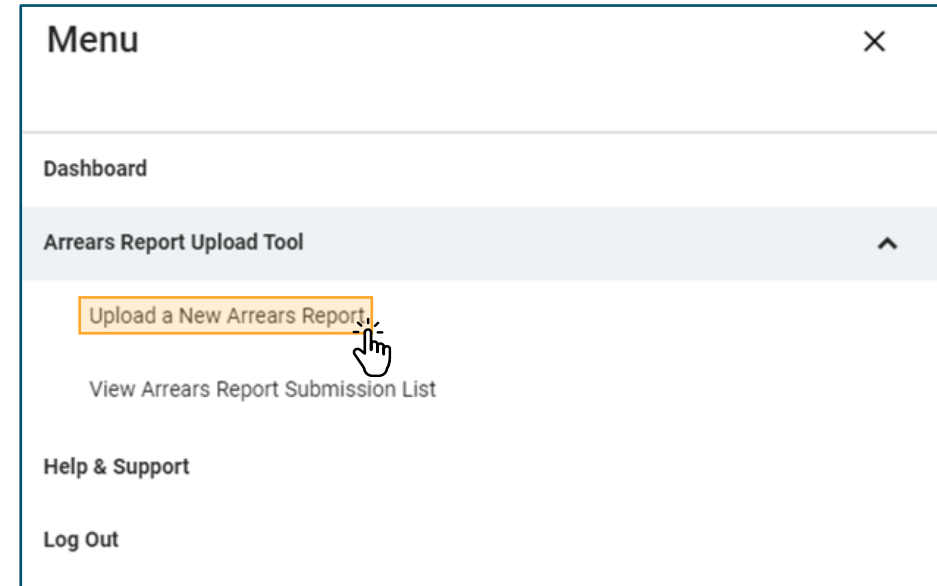 Menu
Dashboard
Arrears Report Upload Tool
Upload a New Arrears Report
View Arrears Report Submission List
Help & Support
Log Out